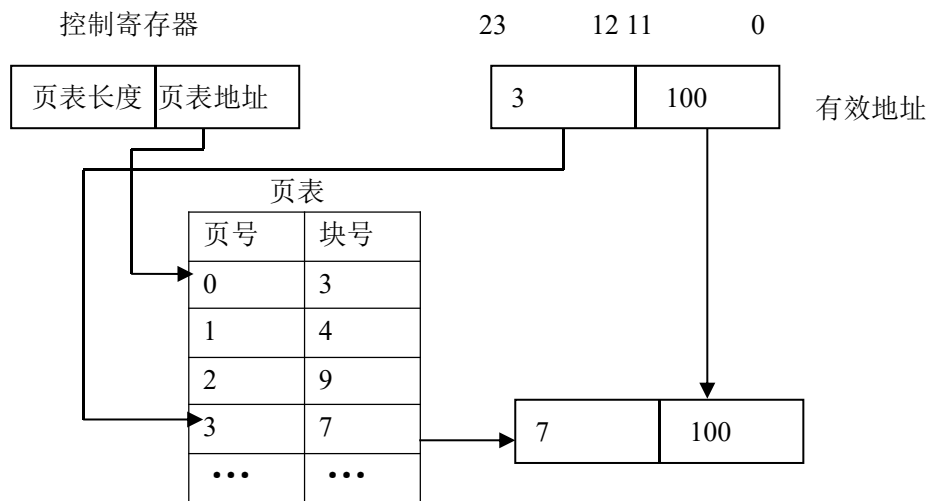 控制寄存器 23 12 11 0
页表长度 页表地址 3 100 有效地址
页表
页号 块号
0 3
1 4
2 9
3 7 7 100
••• •••